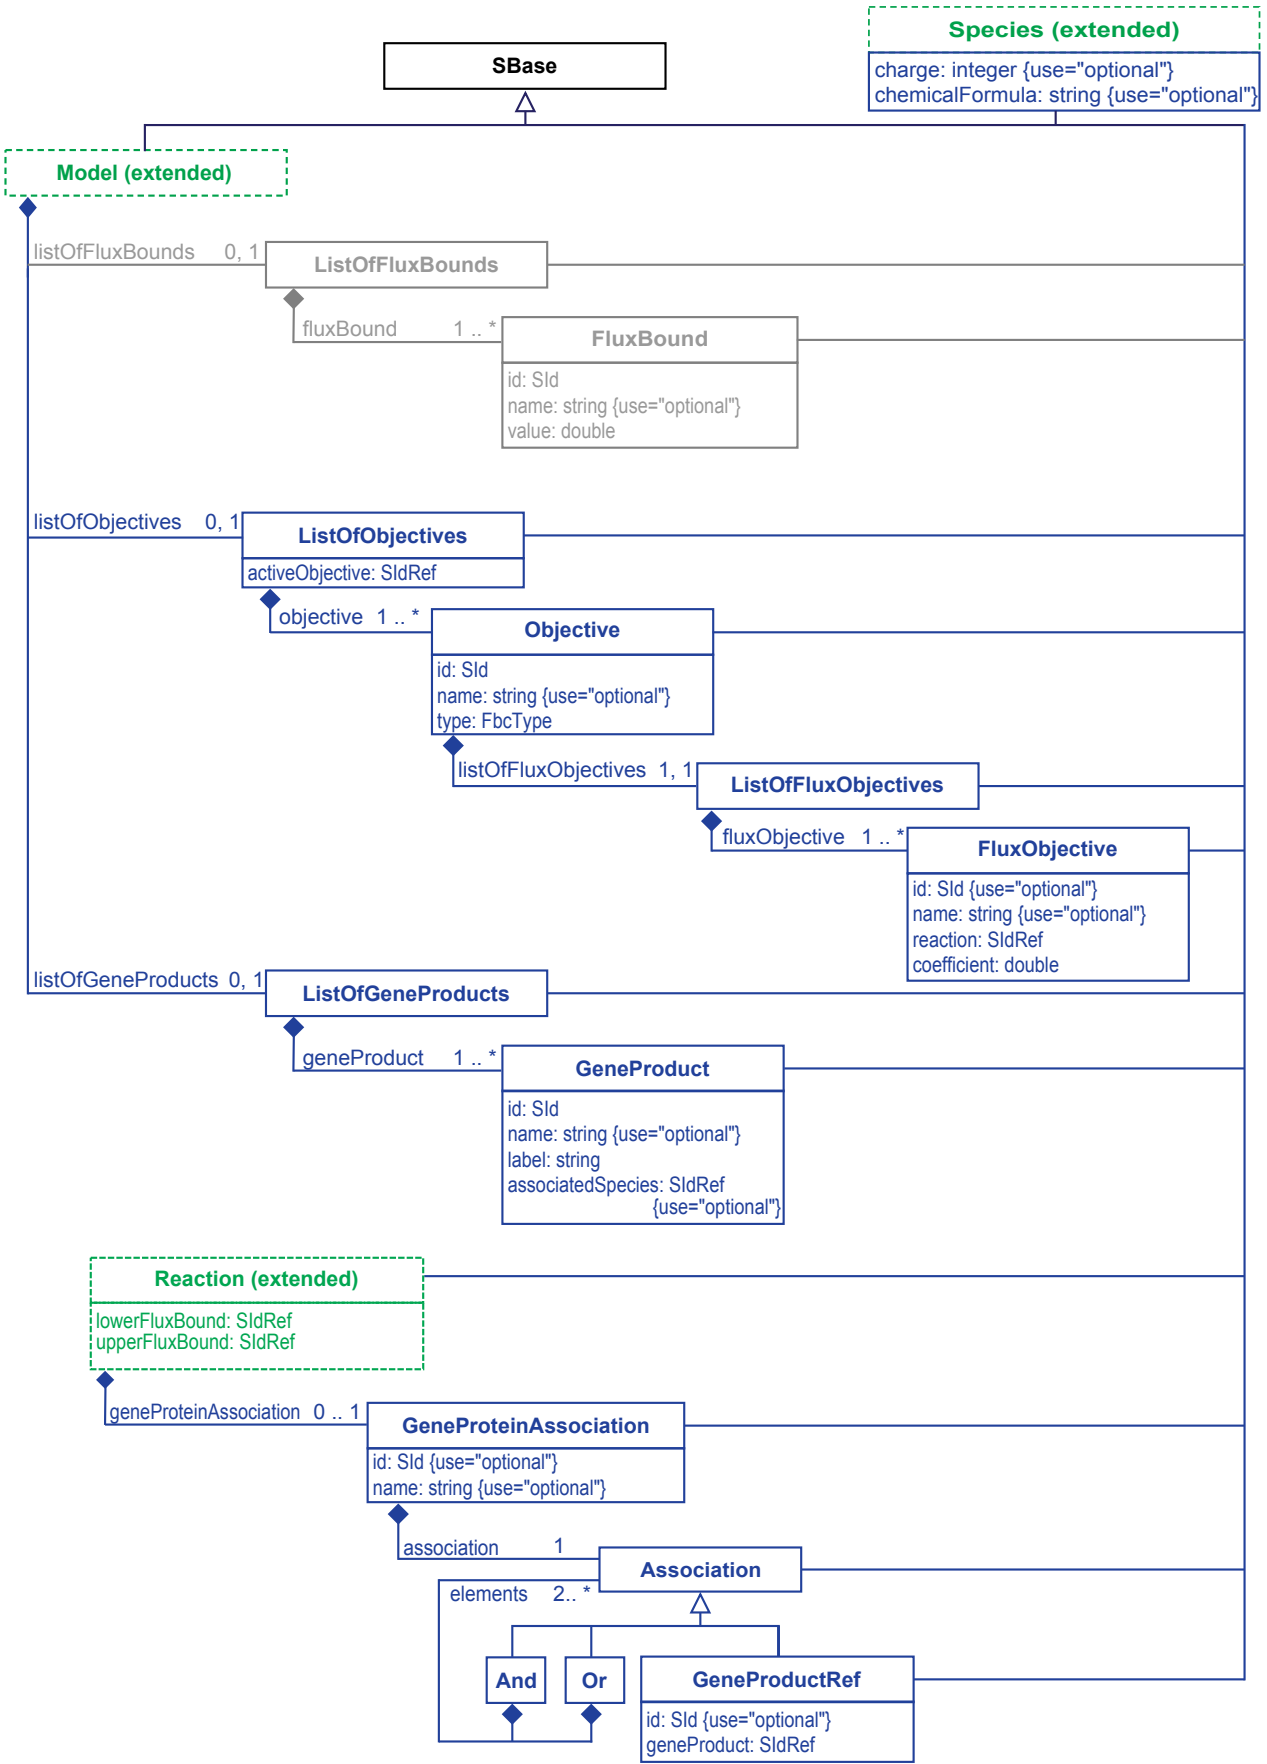 Species (extended)
charge: integer {use="optional"}
chemicalFormula: string {use="optional"}
SBase
Model (extended)
listOfFluxBounds 0, 1
ListOfFluxBounds
fluxBound 1 .. *
FluxBound
id: SId
name: string {use="optional"}
value: double
listOfObjectives 0, 1
ListOfObjectives
activeObjective: SIdRef
objective 1 .. *
Objective
id: SId
name: string {use="optional"}
type: FbcType
listOfFluxObjectives 1, 1
ListOfFluxObjectives
fluxObjective 1 .. *
FluxObjective
id: SId {use="optional"}
name: string {use="optional"}
reaction: SIdRef
coefficient: double
listOfGeneProducts 0, 1
ListOfGeneProducts
geneProduct 1 .. *
GeneProduct
id: SId
name: string {use="optional"}
label: string
associatedSpecies: SIdRef
{use="optional"}
Reaction (extended)
lowerFluxBound: SIdRef
upperFluxBound: SIdRef
geneProteinAssociation 0 .. 1
GeneProteinAssociation
id: SId {use="optional"}
name: string {use="optional"}
association 1
Association
elements 2.. *
And
Or
GeneProductRef
id: SId {use="optional"}
geneProduct: SIdRef